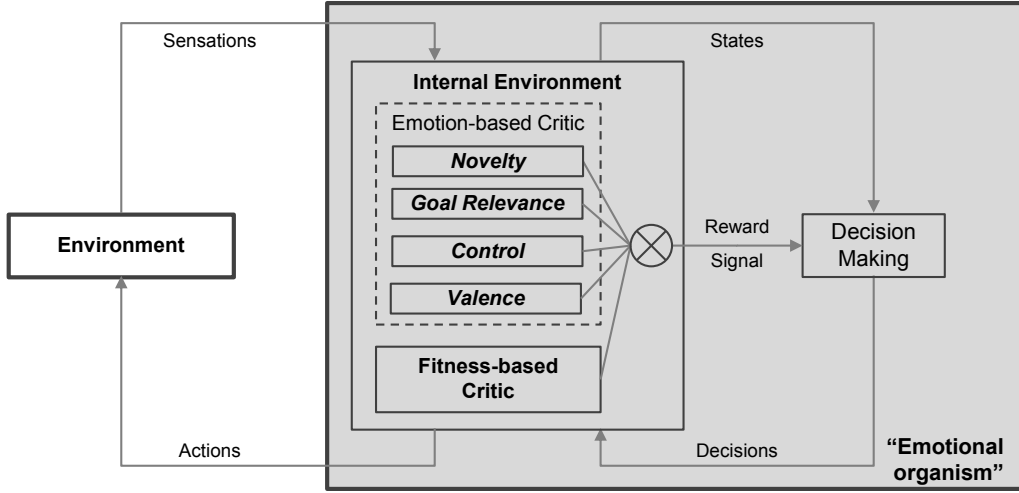 Sensations
States
Internal Environment
Emotion-based Critic
Novelty
Goal Relevance
Control
Valence
Fitness-based
Critic
Environment
Reward
Signal
Decision
Making
Actions
Decisions
“Emotional
organism”